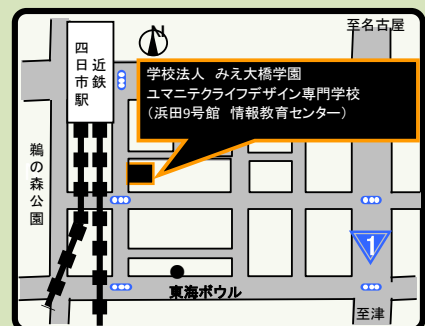 至名古屋
近鉄
四日市駅
学校法人　みえ大橋学園
ユマニテクライフデザイン専門学校
（浜田9号館　情報教育センター）
鵜の森公園
1
東海ボウル
至津
N